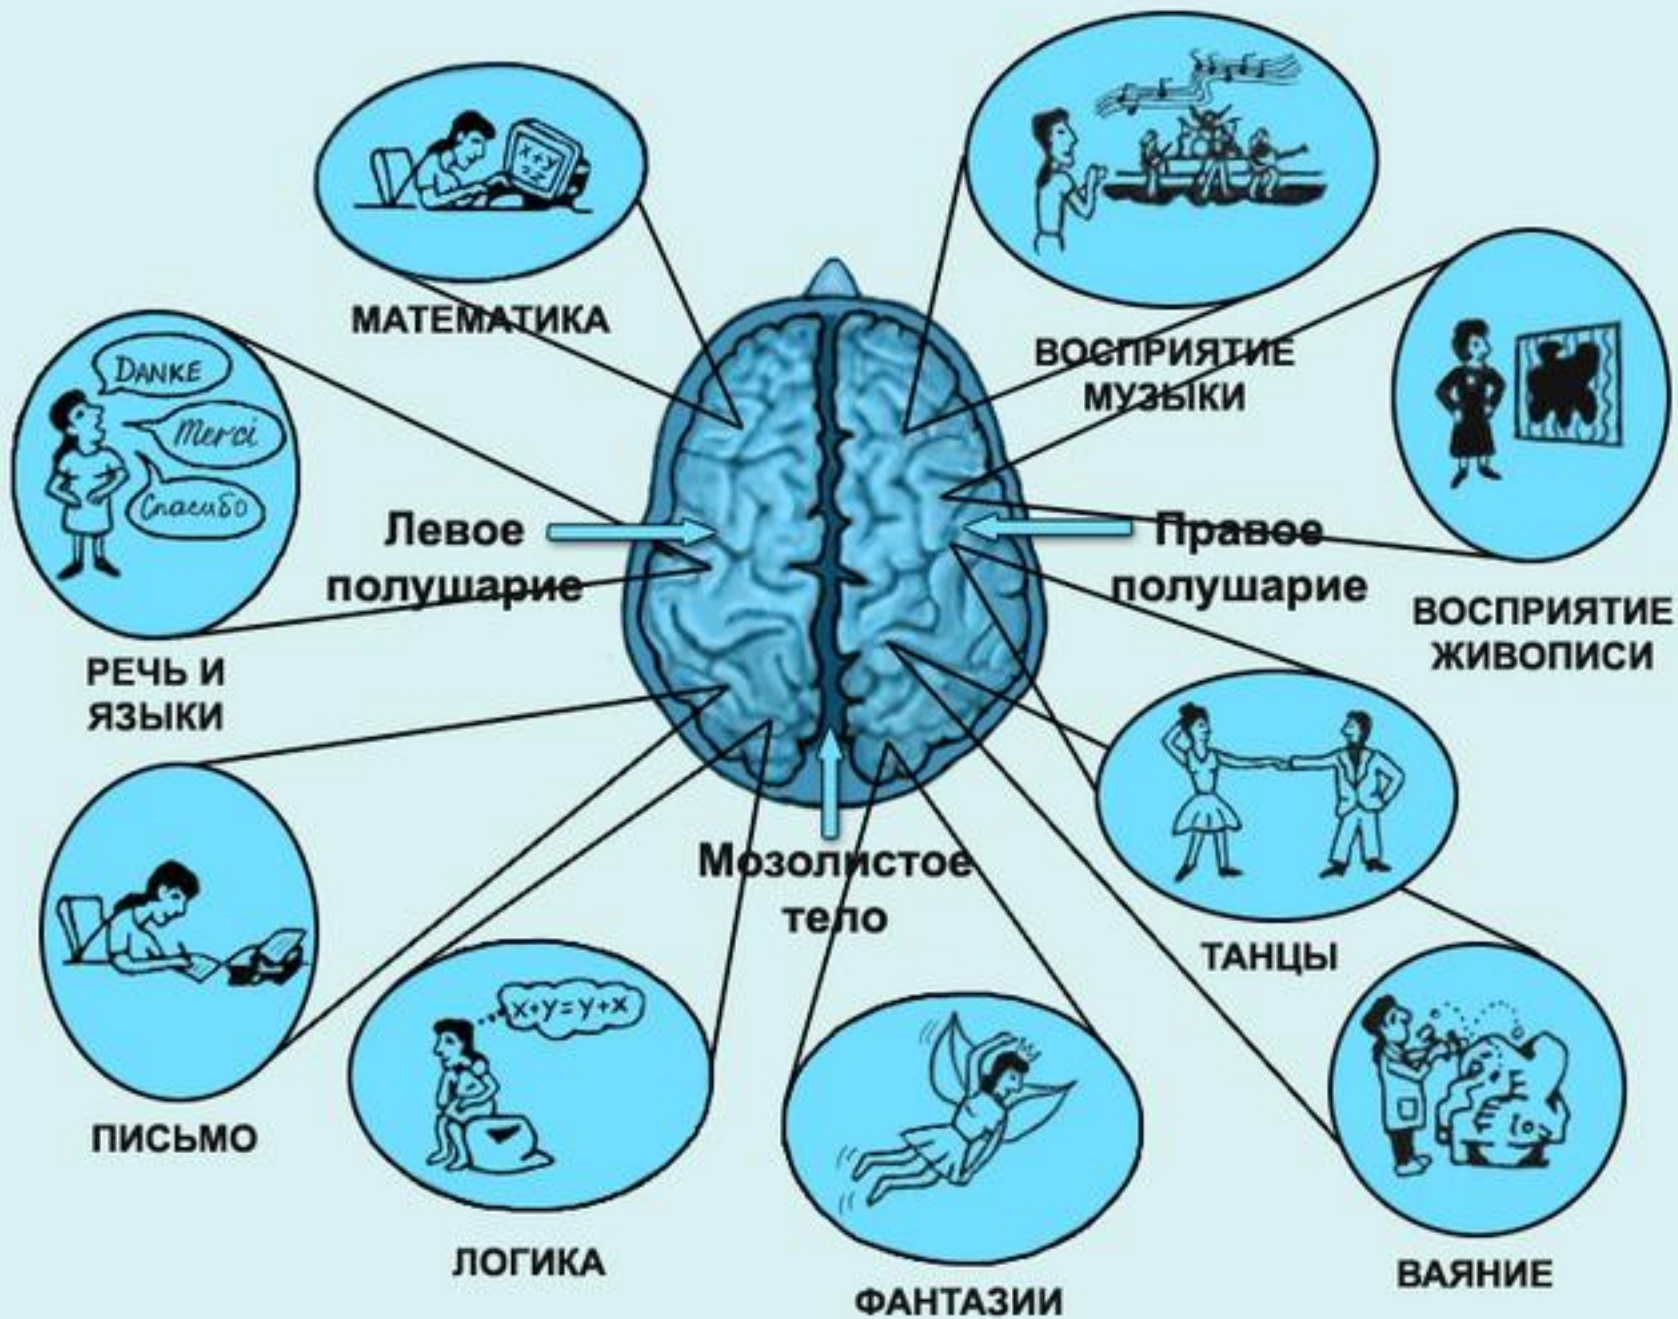 x+y
=Z
МАТЕМАТИКА
ВОСПРИЯТИЕ
МУЗЫКИ
DANKE
Merci
Спасибо
РЕЧЬ И
ЯЗЫКИ
Левое
полушарие
Правое
полушарие
ВОСПРИЯТИЕ
ЖИВОПИСИ
Мозолистое
тело
ТАНЦЫ
ПИСЬМО
x+y=y+x
ЛОГИКА
ФАНТАЗИИ
ВАЯНИЕ